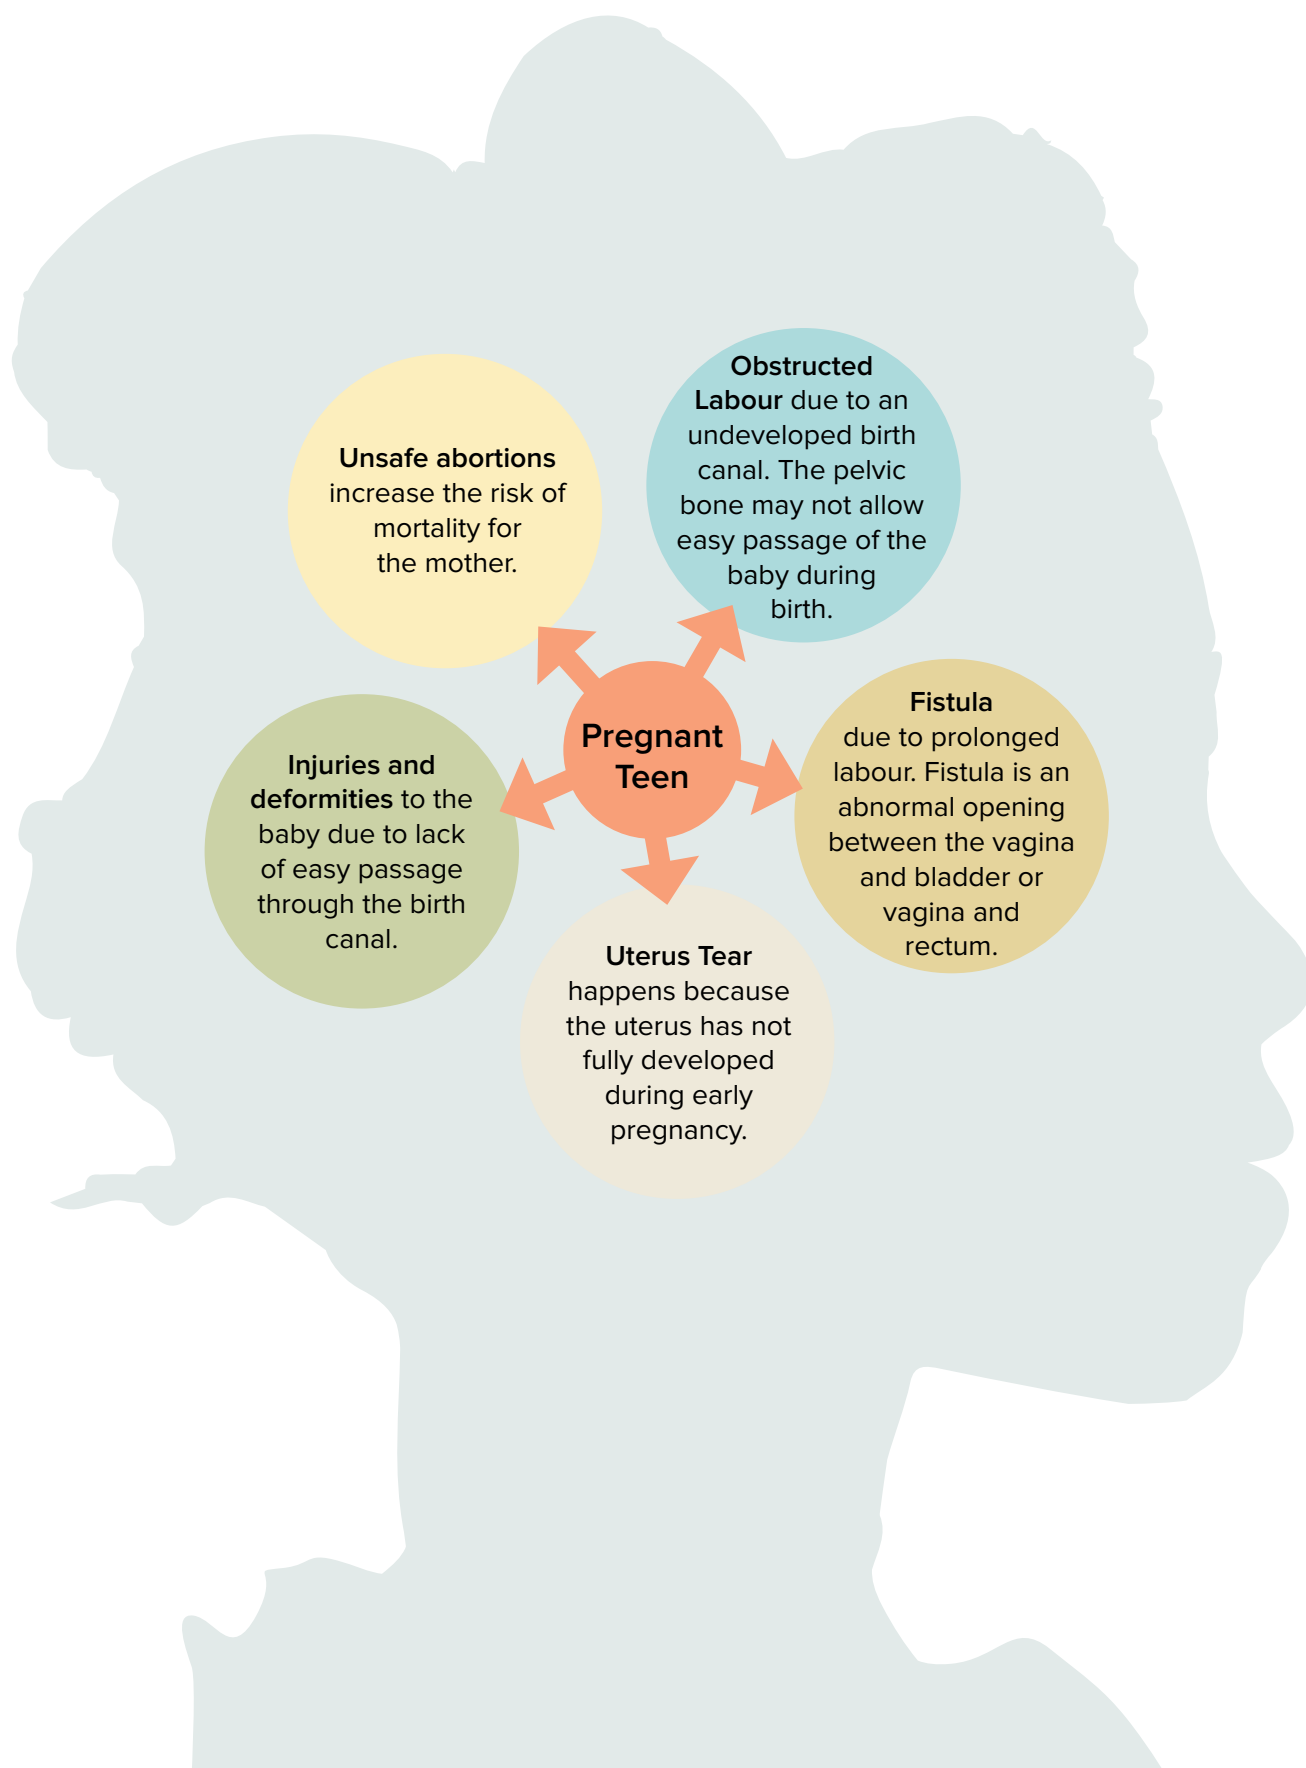 Unsafe abortions
increase the risk of
mortality for
the mother.
Obstructed
Labour due to an
undeveloped birth
canal. The pelvic
bone may not allow
easy passage of the
baby during
birth.
Pregnant
Teen
Injuries and
deformities to the
baby due to lack
of easy passage
through the birth
canal.
Fistula
due to prolonged
labour. Fistula is an
abnormal opening
between the vagina
and bladder or
vagina and
rectum.
Uterus Tear
happens because
the uterus has not
fully developed
during early
pregnancy.